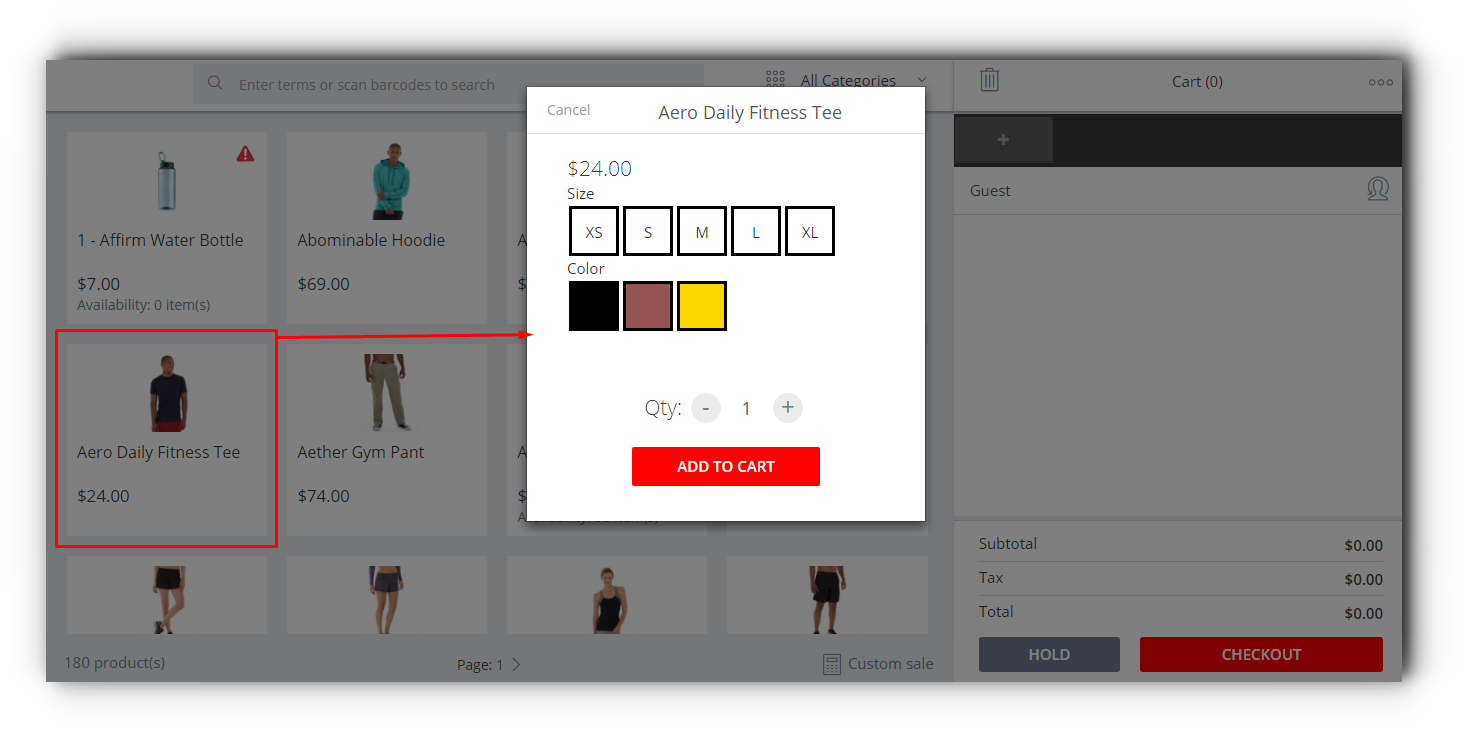 Enter terms or scan barcodes to search
All Categories
Cart (0)
Cancel
Aero Daily Fitness Tee
$24.00
Size
XS S M L XL
Color
Qty: - 1 +
ADD TO CART
1 - Affirm Water Bottle
$7.00
Availability: 0 item(s)
Abominable Hoodie
$69.00
A
$
Aero Daily Fitness Tee
$24.00
Aether Gym Pant
$74.00
A
$
180 product(s)
Page: 1
Custom sale
+
Guest
Subtotal $0.00
Tax $0.00
Total $0.00
HOLD
CHECKOUT